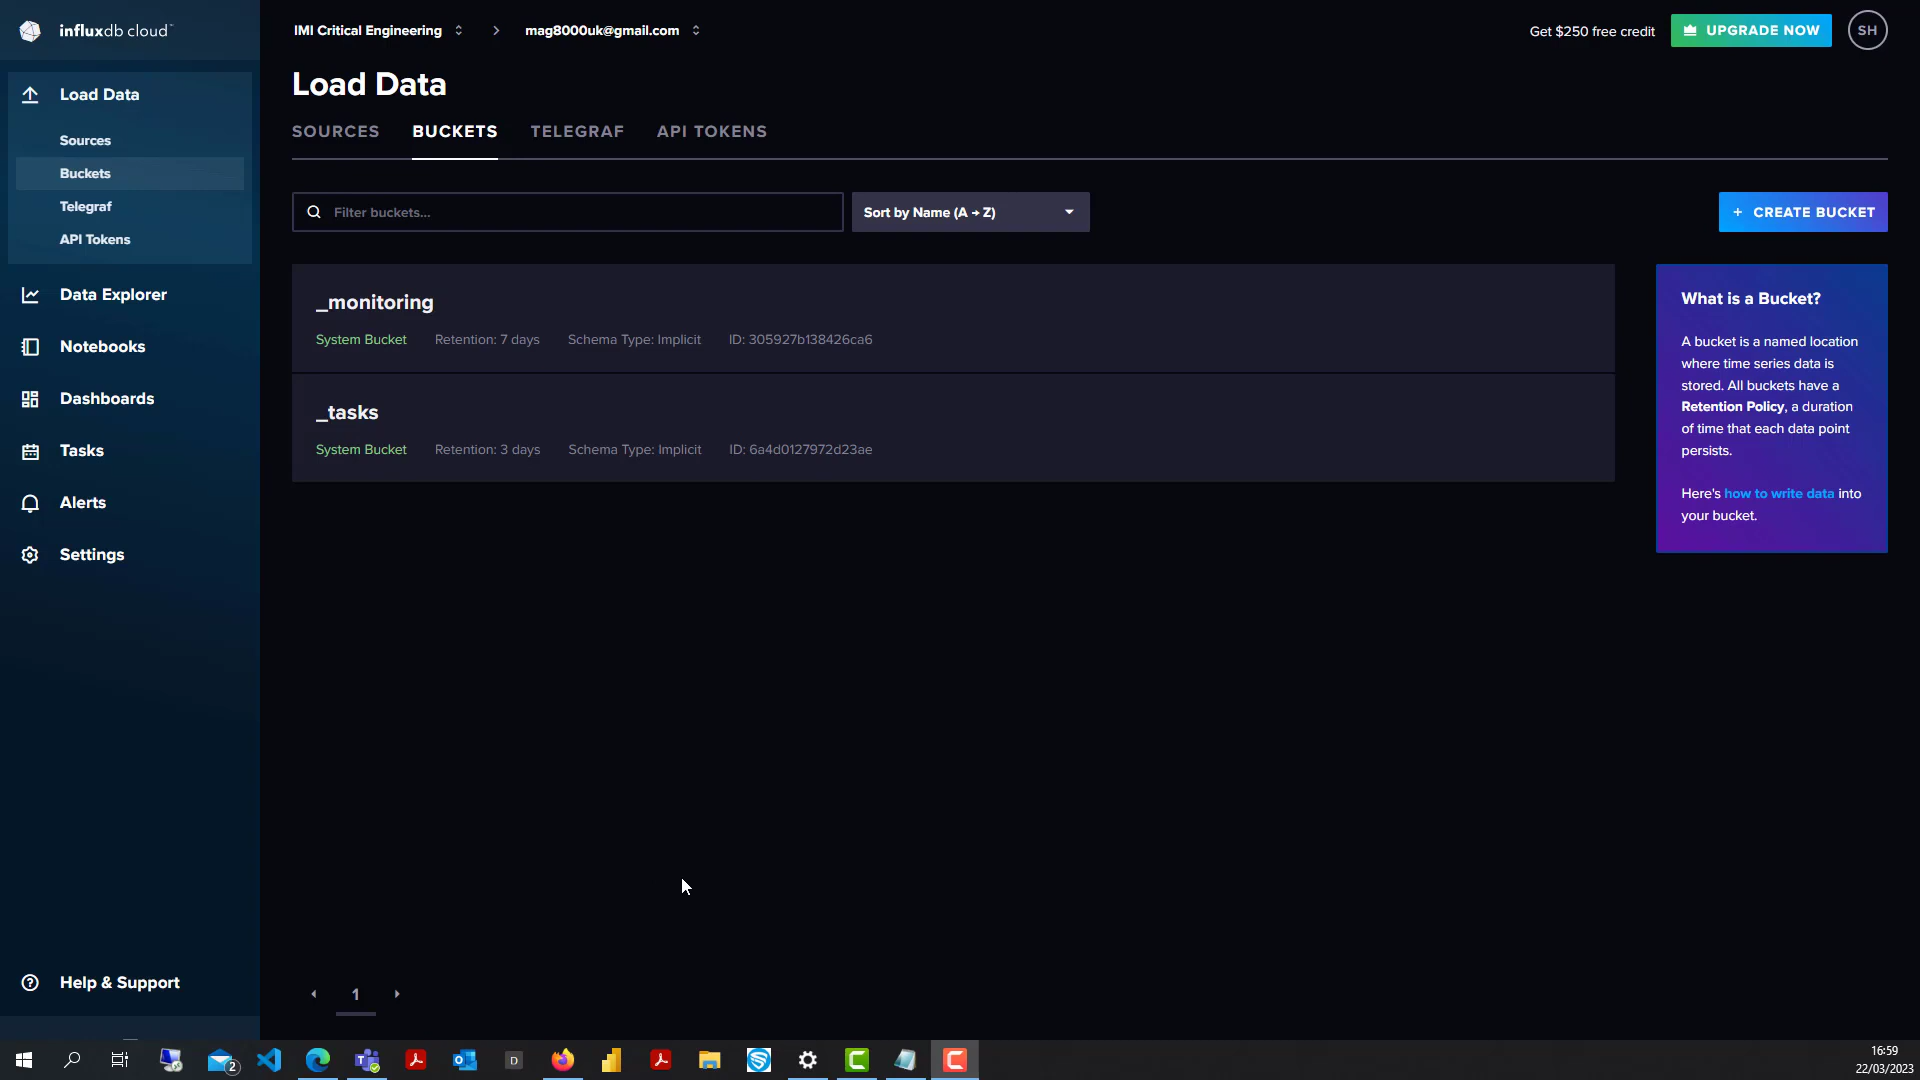 influxdb cloud™
IMI Critical Engineering
mag8000uk@gmail.com
Get $250 free credit
UPGRADE NOW
SH
Load Data
Sources
Buckets
Telegraf
API Tokens
Data Explorer
Notebooks
Dashboards
Tasks
Alerts
Settings
Help & Support
Load Data
SOURCES
BUCKETS
TELEGRAF
API TOKENS
Filter buckets...
Sort by Name (A → Z)
+ CREATE BUCKET
_monitoring
System Bucket
Retention: 7 days
Schema Type: Implicit
ID: 305927b138426ca6
_tasks
System Bucket
Retention: 3 days
Schema Type: Implicit
ID: 6a4d0127972d23ae
What is a Bucket?
A bucket is a named location
where time series data is
stored. All buckets have a
Retention Policy, a duration
of time that each data point
persists.
Here's how to write data into
your bucket.
1
2
D
16:59
22/03/2023